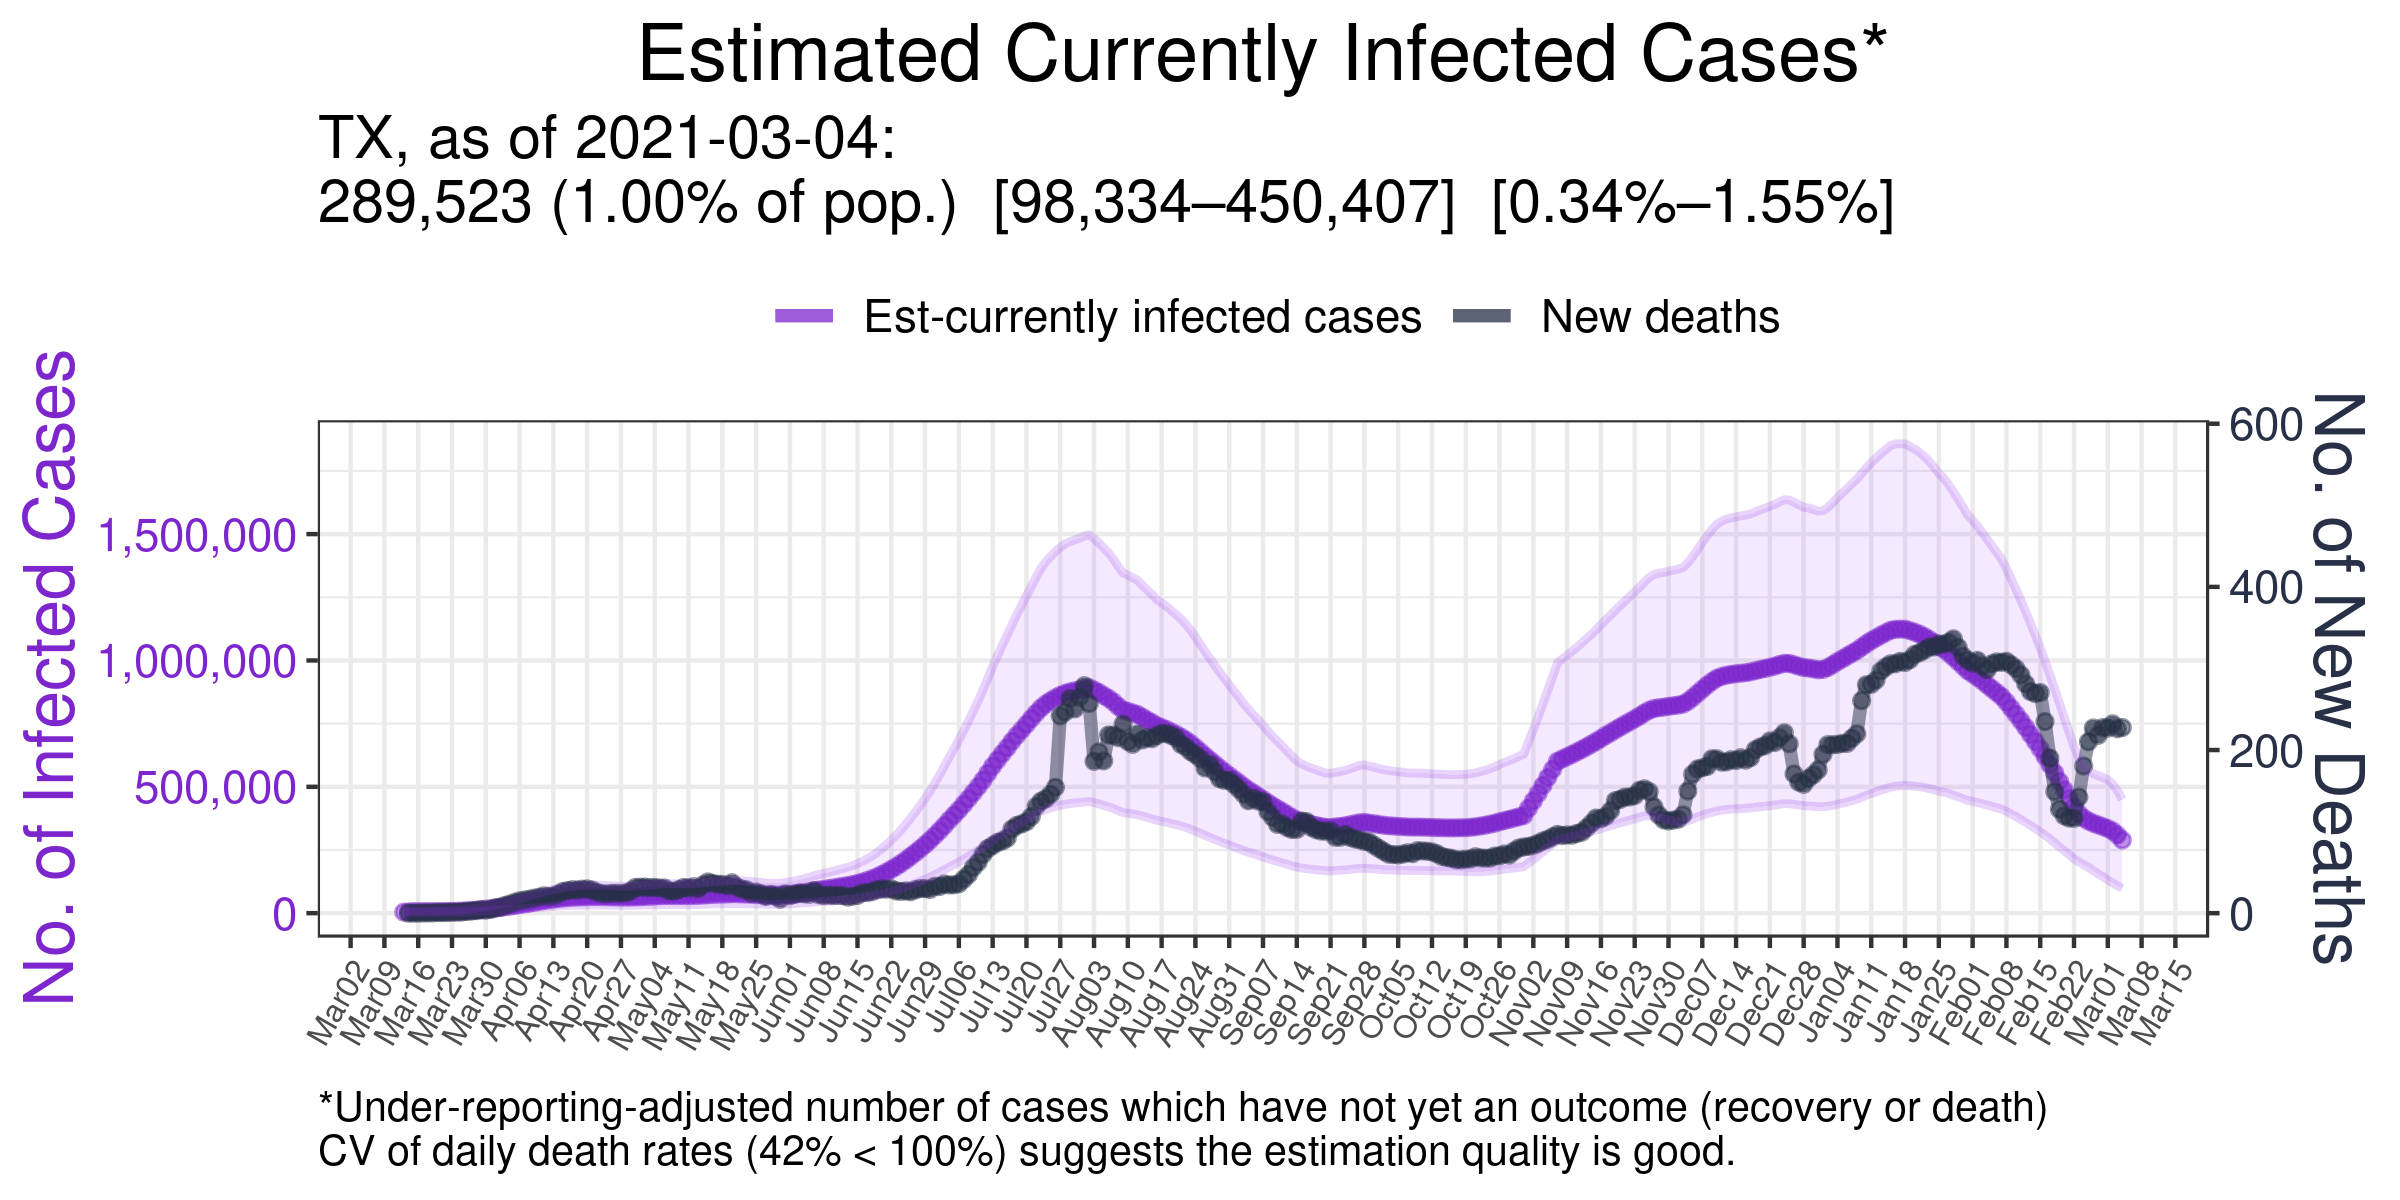 Estimated Currently Infected Cases*
TX, as of 2021-03-04:
289,523 (1.00% of pop.) [98,334–450,407] [0.34%–1.55%]
Est-currently infected cases
New deaths
No. of Infected Cases
1,500,000
1,000,000
500,000
0
600
400
200
0
No. of New Deaths
Mar02
Mar09
Mar16
Mar23
Mar30
Apr06
Apr13
Apr20
Apr27
May04
May11
May18
May25
Jun01
Jun08
Jun15
Jun22
Jun29
Jul06
Jul13
Jul20
Jul27
Aug03
Aug10
Aug17
Aug24
Aug31
Sep07
Sep14
Sep21
Sep28
Oct05
Oct12
Oct19
Oct26
Nov02
Nov09
Nov16
Nov23
Nov30
Dec07
Dec14
Dec21
Dec28
Jan04
Jan11
Jan18
Jan25
Feb01
Feb08
Feb15
Feb22
Mar01
Mar08
Mar15
*Under-reporting-adjusted number of cases which have not yet an outcome (recovery or death)
CV of daily death rates (42% < 100%) suggests the estimation quality is good.